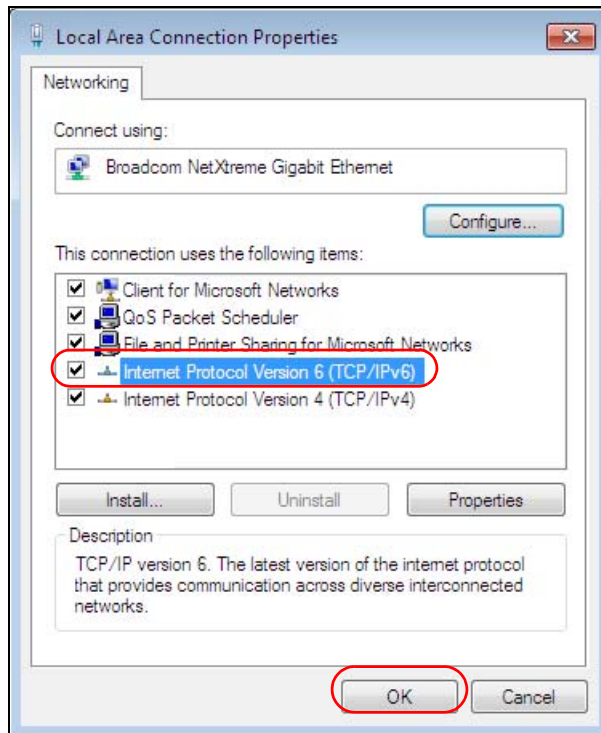 Local Area Connection Properties
Networking
Connect using:
Broadcom NetXtreme Gigabit Ethernet
Configure...
This connection uses the following items:
Client for Microsoft Networks
QoS Packet Scheduler
File and Printer Sharing for Microsoft Networks
Internet Protocol Version 6 (TCP/IPv6)
Internet Protocol Version 4 (TCP/IPv4)
Install... Uninstall Properties
Description
TCP/IP version 6. The latest version of the internet protocol
that provides communication across diverse interconnected
networks.
OK Cancel